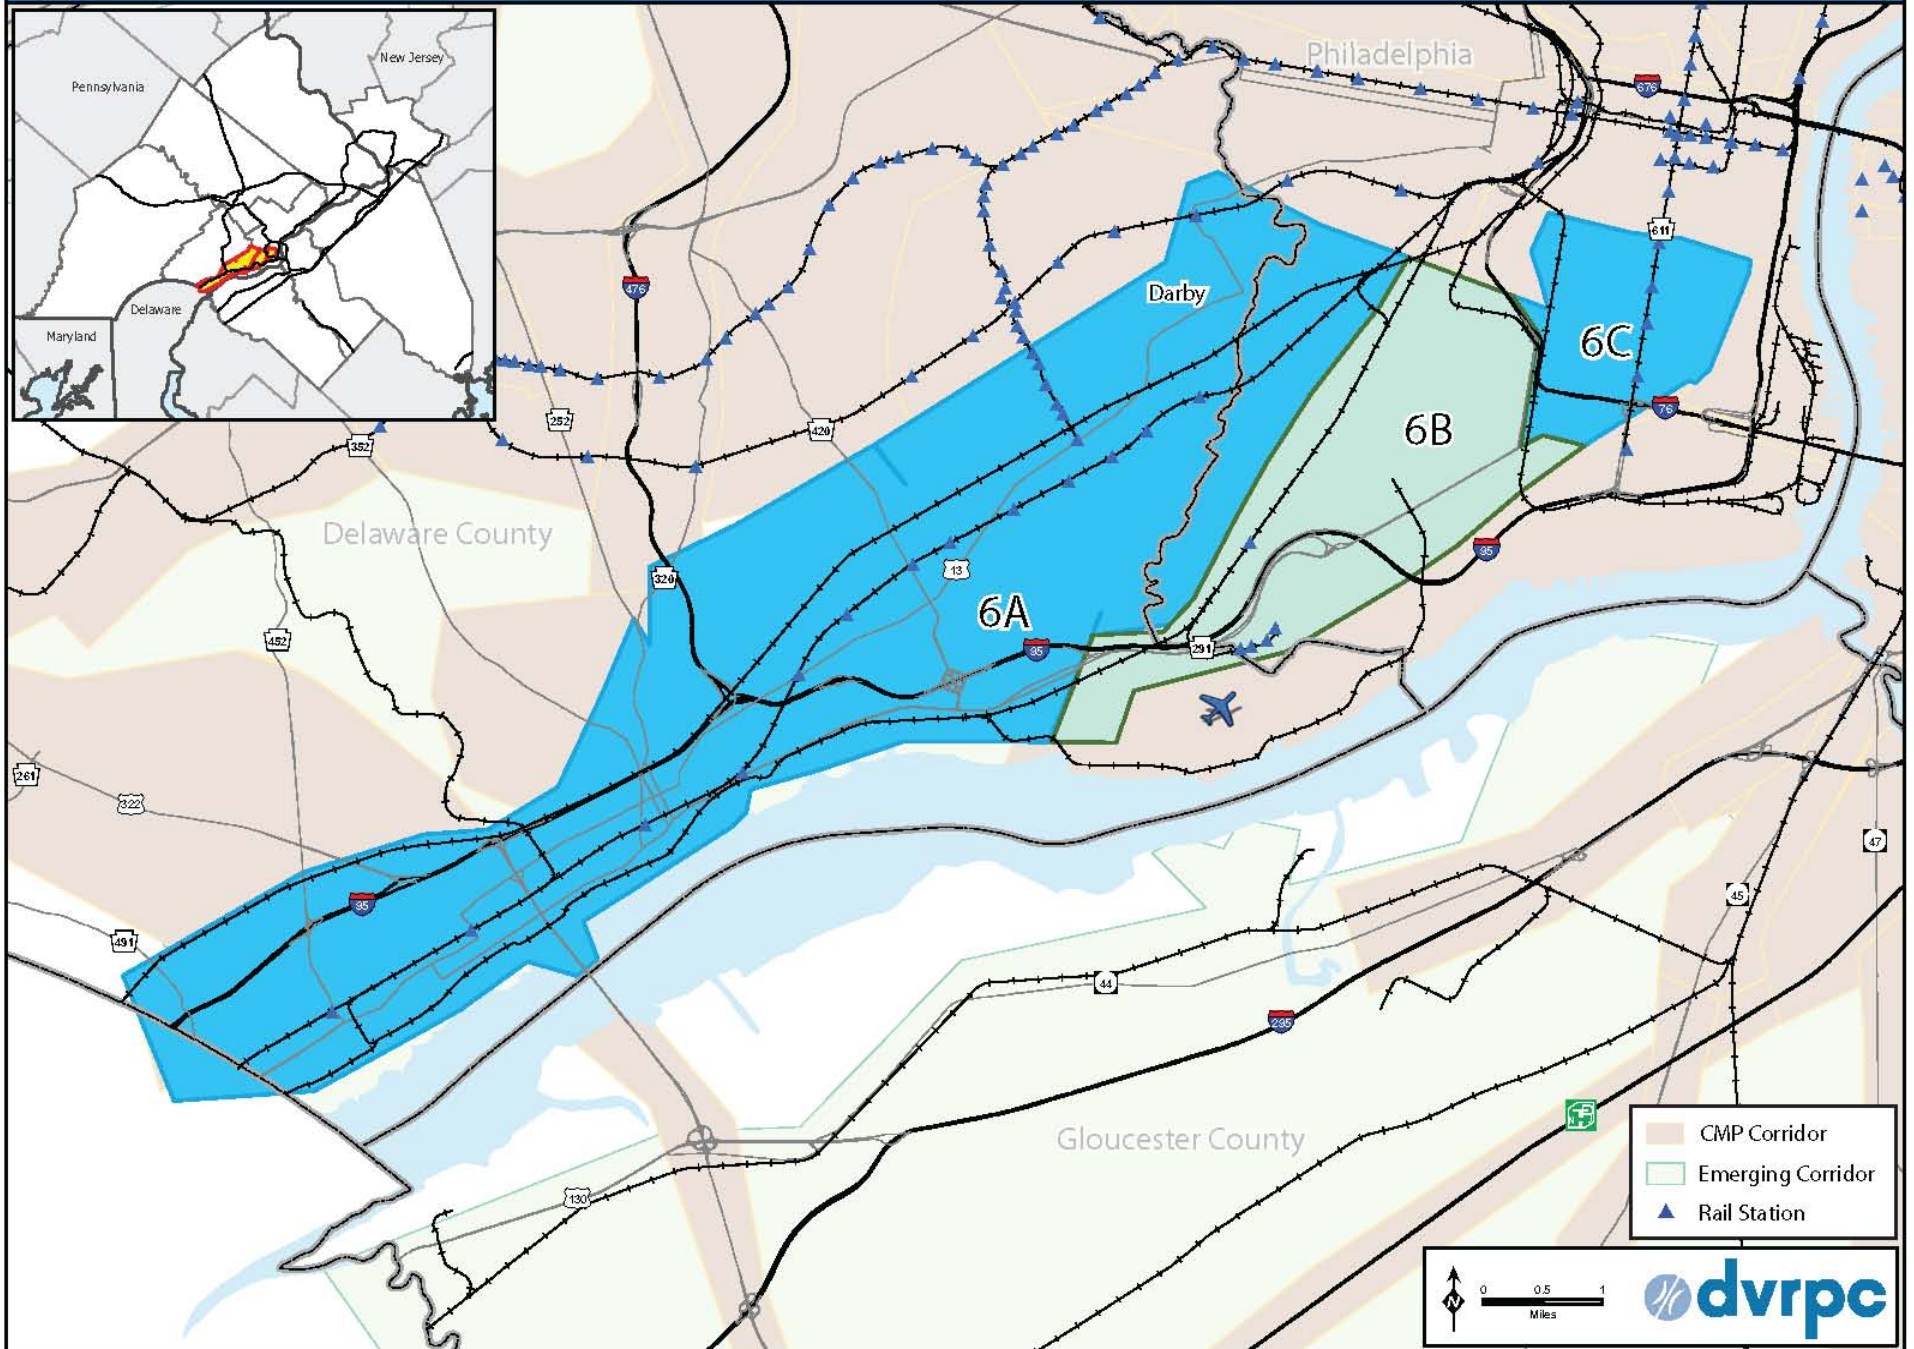 Pennsylvania
New Jersey
Delaware
Maryland
Philadelphia
676
611
476
Darby
6C
76
252
420
352
6B
Delaware County
95
320
13
6A
452
95
291
261
322
47
95
45
491
44
295
Gloucester County
130
CMP Corridor
Emerging Corridor
Rail Station
N
0 0.5 1
Miles
dvrpc